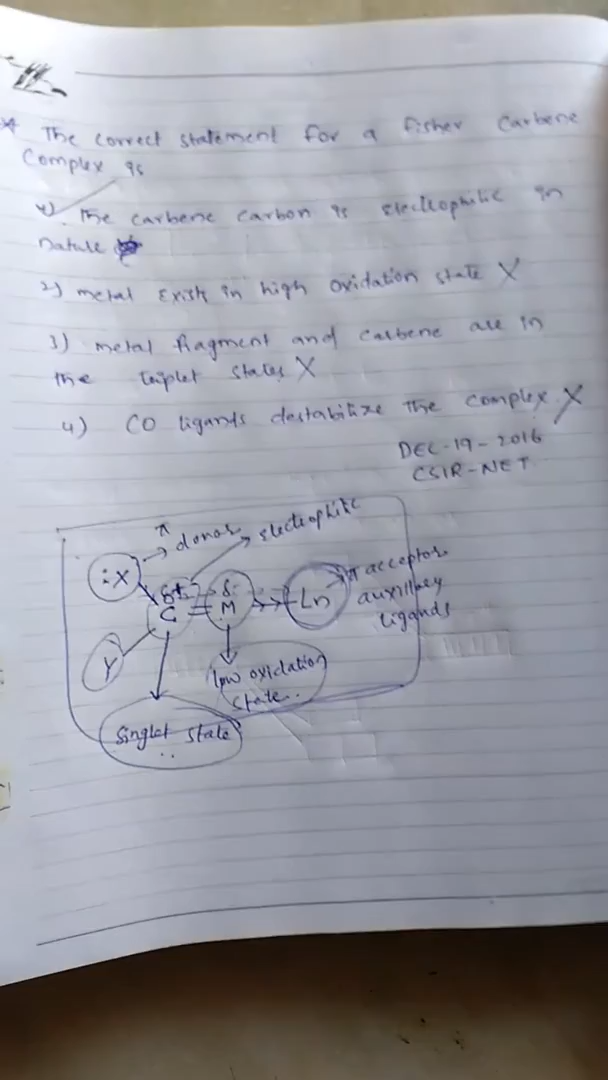 * The correct statement for a Fisher Carbene
Complex is
1) The carbene carbon is electrophilic in
nature
2) metal exists in high oxidation state X
3) metal fragment and carbene are in
the triplet states X
4) CO ligands destabilize the complex X
DEC-19-2016
CSIR-NET
π donor
electrophilic
:X
δ+
C = M
δ-
Ln
π acceptor
auxillary
ligands
Y
low oxidation
state..
Singlet state